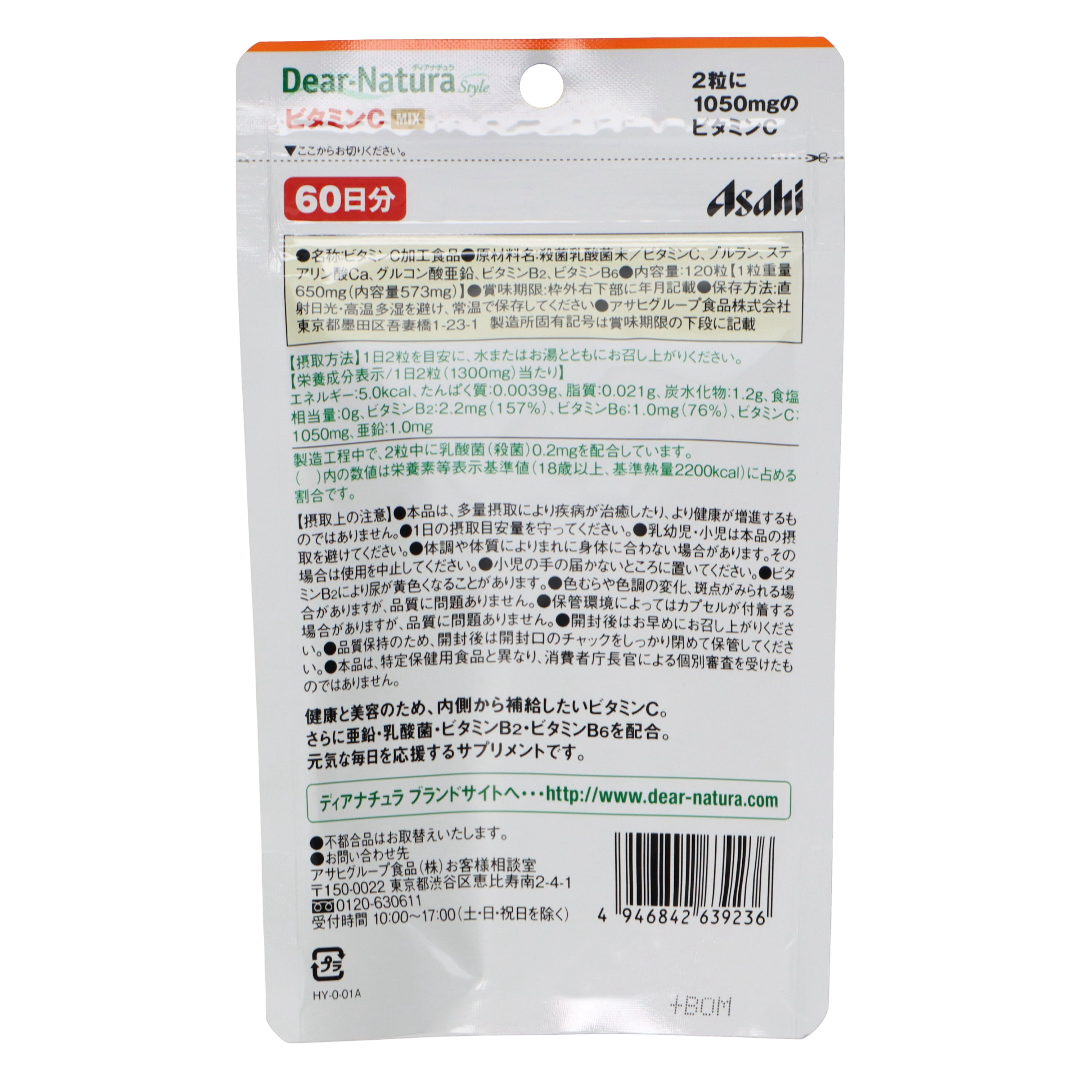 ディアナチュラ
Dear-Natura Style
ビタミンC MIX
2粒に
1050mgの
ビタミンC
▼ここからお切りください。
60日分
Asahi
●名称:ビタミンC加工食品●原材料名:殺菌乳酸菌末/ビタミンC、プルラン、ステ
アリン酸Ca、グルコン酸亜鉛、ビタミンB2、ビタミンB6●内容量:120粒【1粒重量
650mg(内容量573mg)】●賞味期限:枠外右下部に年月記載●保存方法:直
射日光・高温多湿を避け、常温で保存してください●アサヒグループ食品株式会社
東京都墨田区吾妻橋1-23-1 製造所固有記号は賞味期限の下段に記載
【摂取方法】1日2粒を目安に、水またはお湯とともにお召し上がりください。
【栄養成分表示/1日2粒(1300mg)当たり】
エネルギー:5.0kcal、たんぱく質:0.0039g、脂質:0.021g、炭水化物:1.2g、食塩
相当量:0g、ビタミンB2:2.2mg(157%)、ビタミンB6:1.0mg(76%)、ビタミンC:
1050mg、亜鉛:1.0mg
製造工程中で、2粒中に乳酸菌(殺菌)0.2mgを配合しています。
( )内の数値は栄養素等表示基準値(18歳以上、基準熱量2200kcal)に占める
割合です。
【摂取上の注意】●本品は、多量摂取により疾病が治癒したり、より健康が増進するも
のではありません。●1日の摂取目安量を守ってください。●乳幼児・小児は本品の摂
取を避けてください。●体調や体質によりまれに身体に合わない場合があります。その
場合は使用を中止してください。●小児の手の届かないところに置いてください。●ビタ
ミンB2により尿が黄色くなることがあります。●色むらや色調の変化、斑点がみられる場
合がありますが、品質に問題ありません。●保管環境によってはカプセルが付着する
場合がありますが、品質に問題ありません。●開封後はお早めにお召し上がりくださ
い。●品質保持のため、開封後は開封口のチャックをしっかり閉めて保管してくださ
い。●本品は、特定保健用食品と異なり、消費者庁長官による個別審査を受けたも
のではありません。
健康と美容のため、内側から補給したいビタミンC。
さらに亜鉛・乳酸菌・ビタミンB2・ビタミンB6を配合。
元気な毎日を応援するサプリメントです。
ディアナチュラ ブランドサイトへ・・・http://www.dear-natura.com
●不都合品はお取替えいたします。
●お問い合わせ先
アサヒグループ食品(株)お客様相談室
〒150-0022 東京都渋谷区恵比寿南2-4-1
0120-630611
受付時間 10:00～17:00(土・日・祝日を除く)
4 946842 639236
プラ
HY-0-01A
+BOM